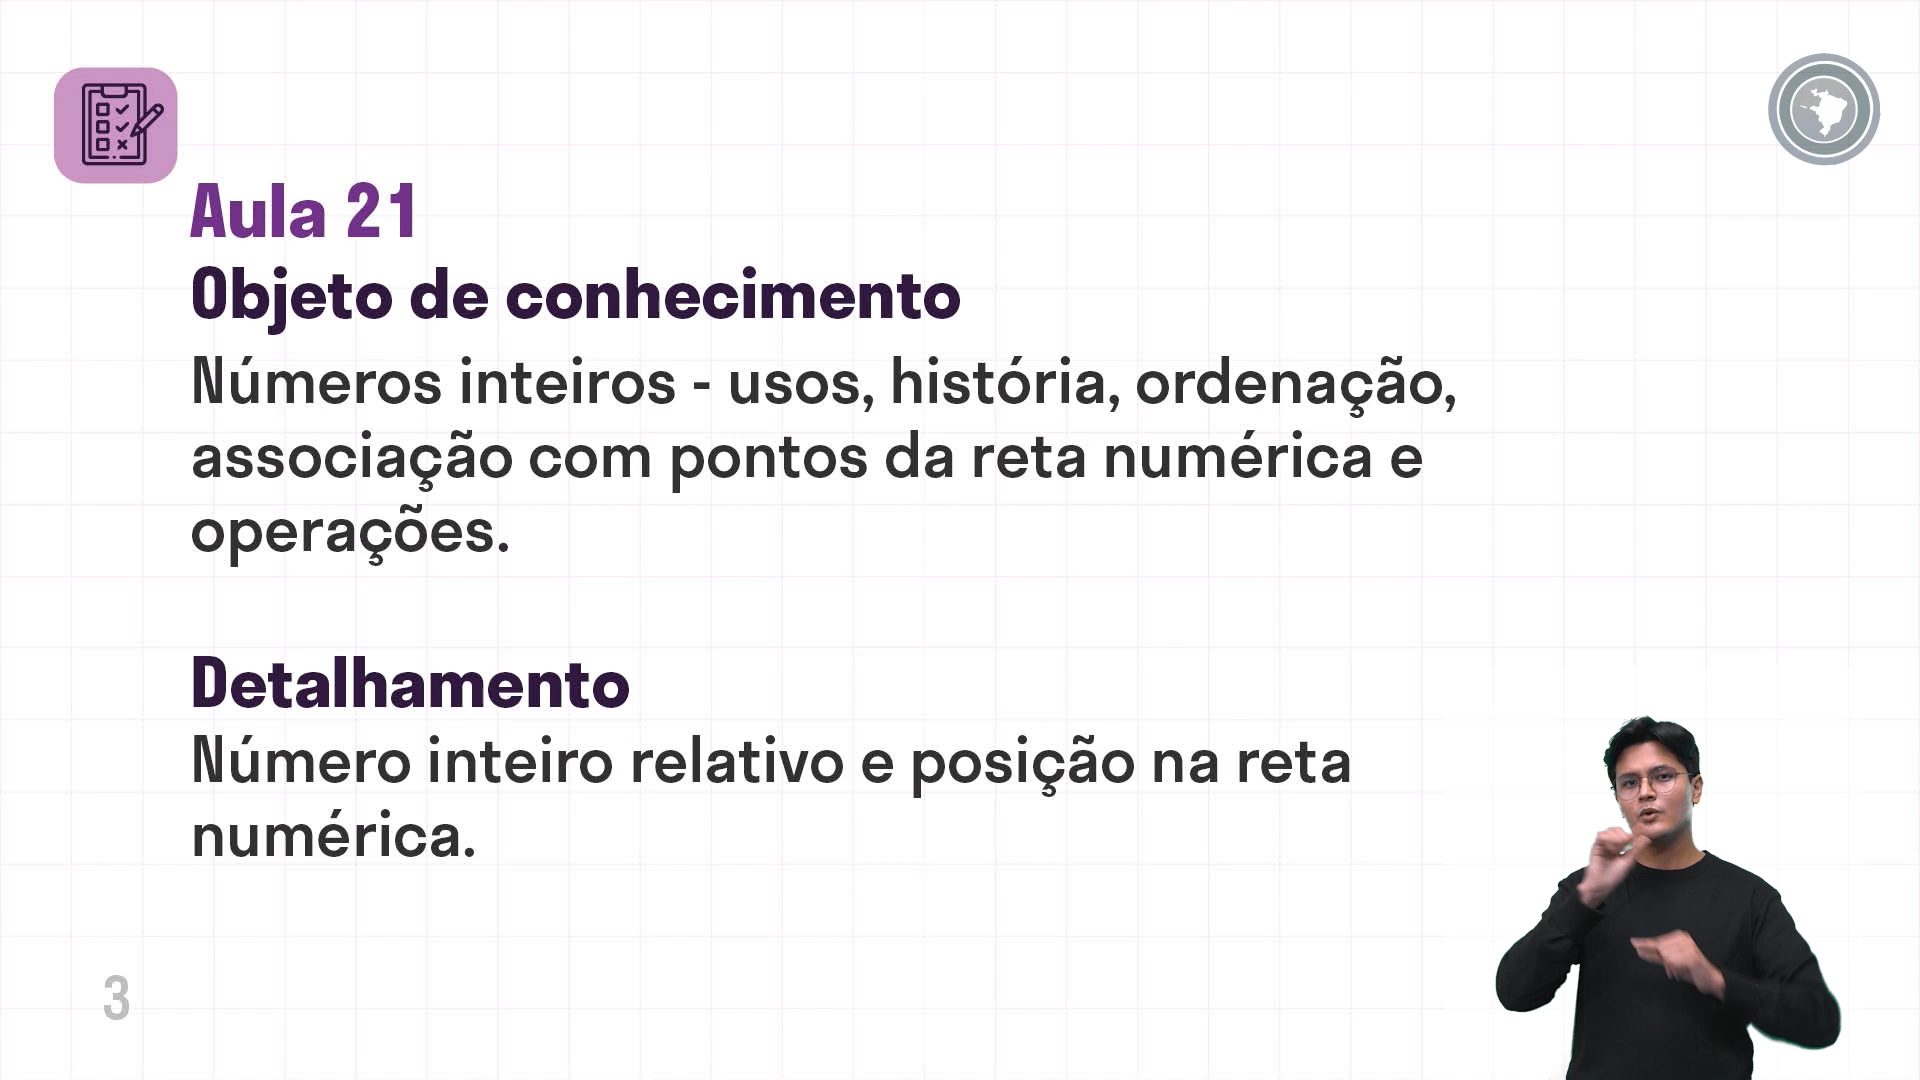 Aula 21
Objeto de conhecimento
Números inteiros - usos, história, ordenação,
associação com pontos da reta numérica e
operações.
Detalhamento
Número inteiro relativo e posição na reta
numérica.
3